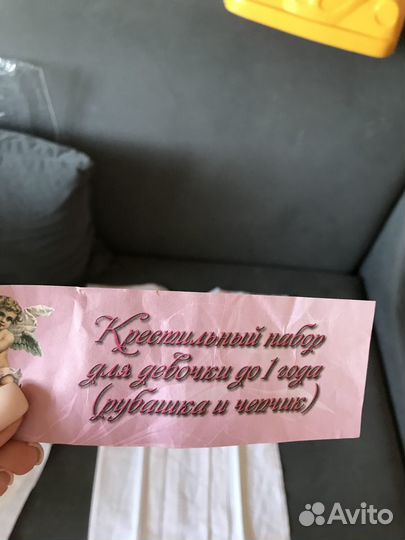 Крестильный набор
для девочки до 1 года
(рубашка и чепчик)
Avito